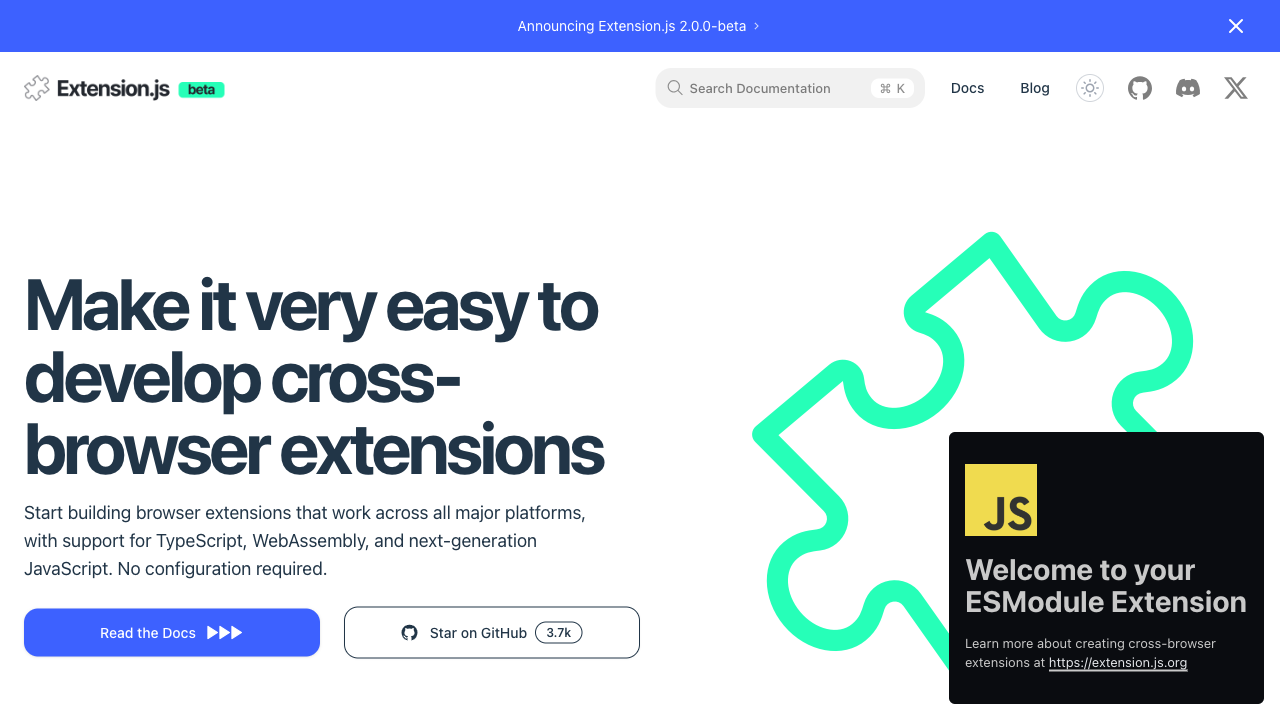 Announcing Extension.js 2.0.0-beta
Extension.js beta
Search Documentation ⌘ K
Docs
Blog
Make it very easy to
develop cross-
browser extensions
Start building browser extensions that work across all major platforms,
with support for TypeScript, WebAssembly, and next-generation
JavaScript. No configuration required.
Read the Docs
Star on GitHub 3.7k
JS
Welcome to your
ESModule Extension
Learn more about creating cross-browser
extensions at https://extension.js.org